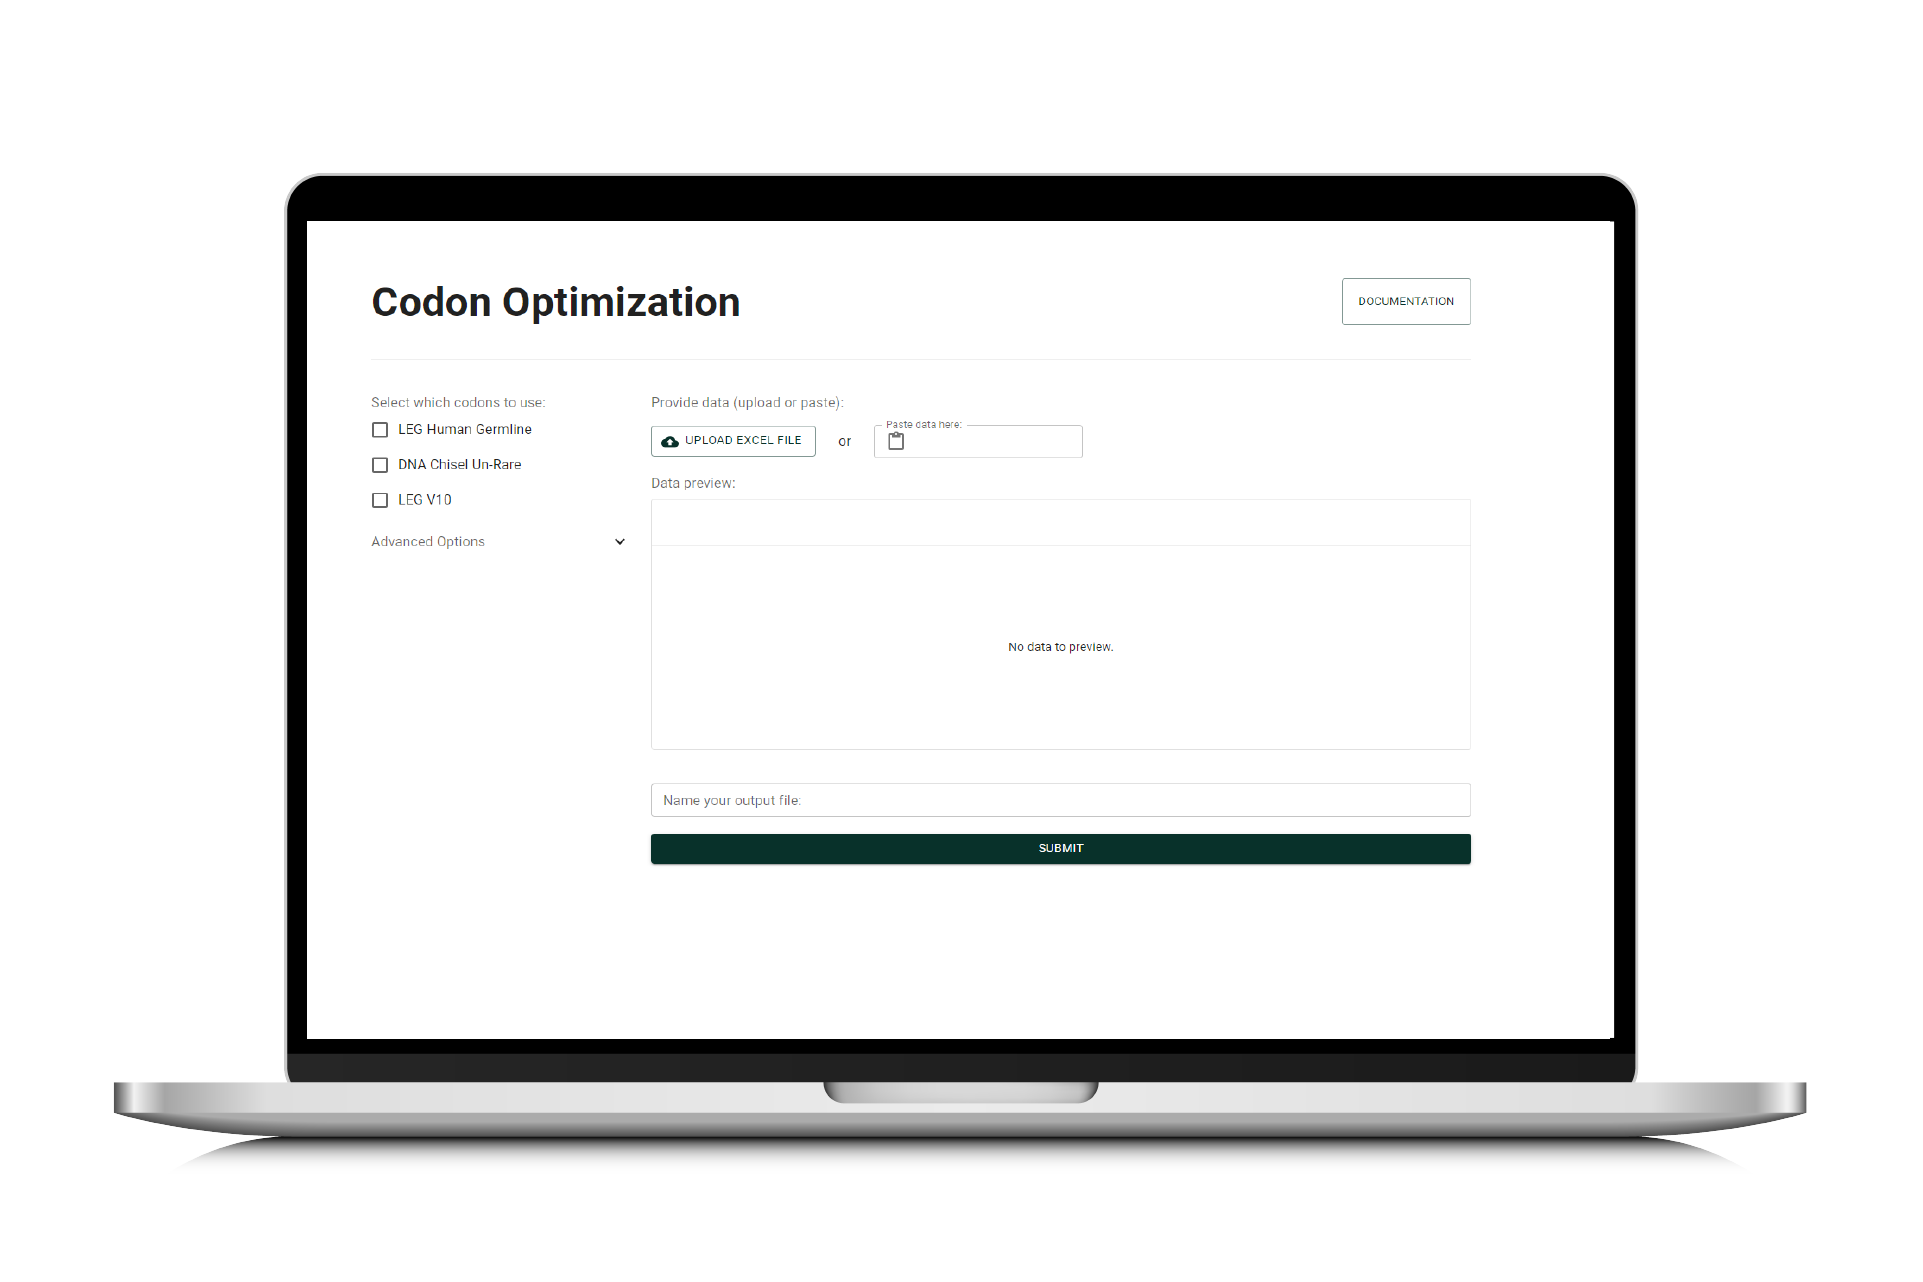 Codon Optimization
DOCUMENTATION
Select which codons to use:
LEG Human Germline
DNA Chisel Un-Rare
LEG V10
Advanced Options
Provide data (upload or paste):
UPLOAD EXCEL FILE
or
Paste data here:
Data preview:
No data to preview.
Name your output file:
SUBMIT